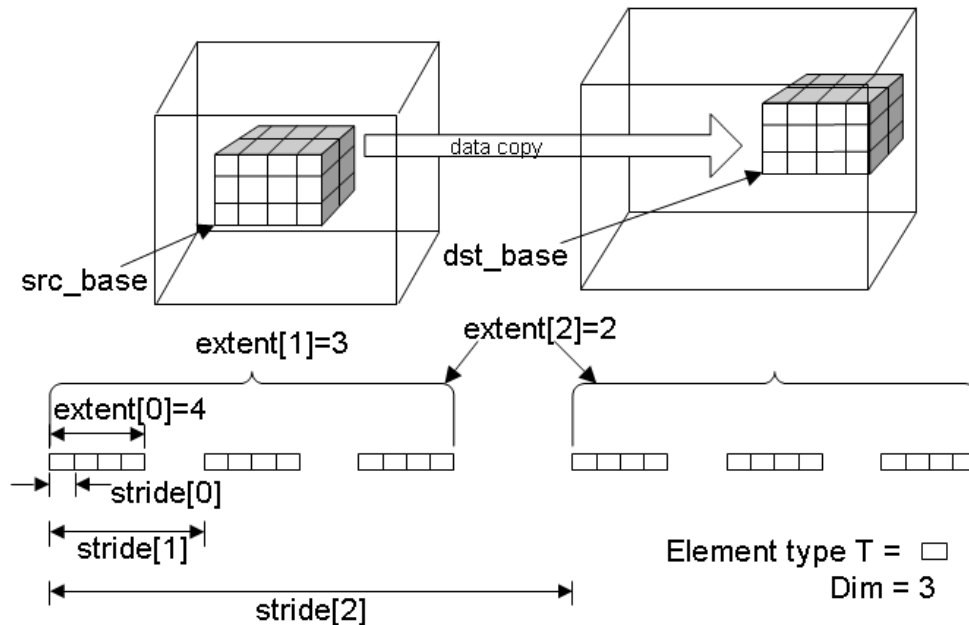 data copy
src_base
dst_base
extent[1]=3
extent[2]=2
extent[0]=4
stride[0]
stride[1]
stride[2]
Element type T =
Dim = 3